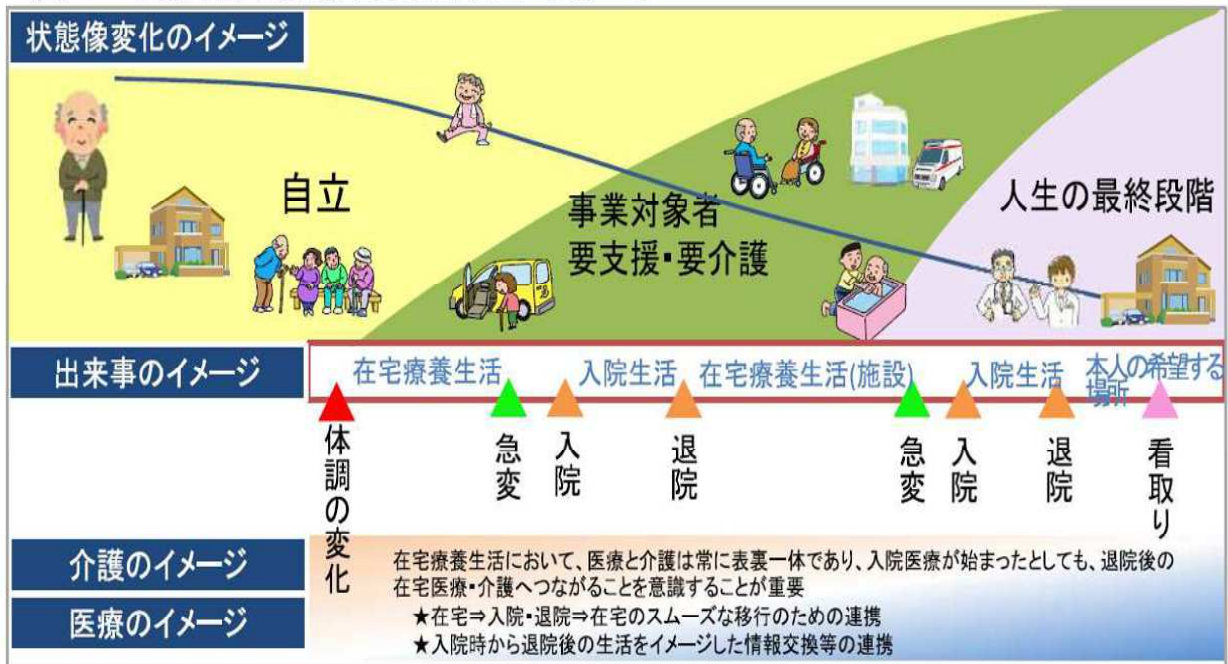 状態像変化のイメージ
自立
事業対象者
要支援・要介護
人生の最終段階
出来事のイメージ
在宅療養生活
入院生活
在宅療養生活(施設)
入院生活
本人の希望する
場所
体調の変化
急変
入院
退院
急変
入院
退院
看取り
介護のイメージ
医療のイメージ
在宅療養生活において、医療と介護は常に表裏一体であり、入院医療が始まったとしても、退院後の
在宅医療・介護へつながることを意識することが重要
★在宅⇒入院・退院⇒在宅のスムーズな移行のための連携
★入院時から退院後の生活をイメージした情報交換等の連携